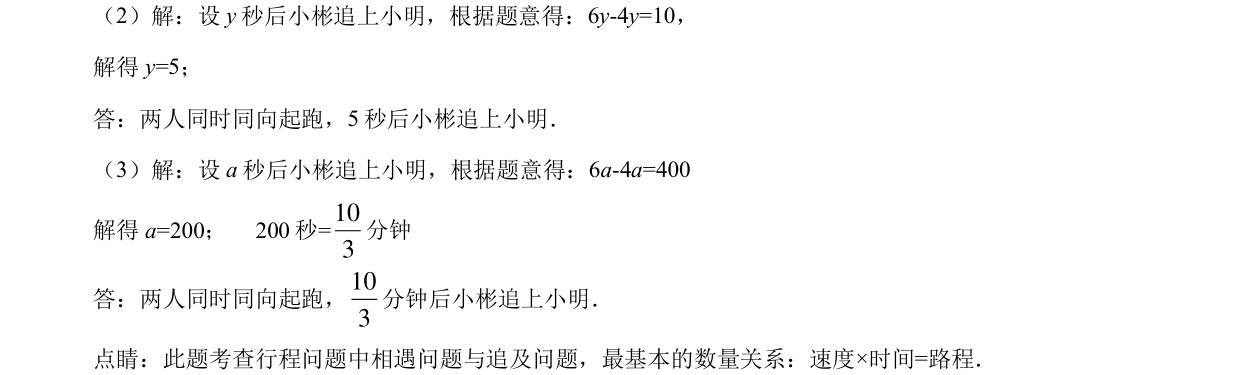 （2）解：设 y 秒后小彬追上小明，根据题意得：6y-4y=10，
解得 y=5；
答：两人同时同向起跑，5 秒后小彬追上小明．
（3）解：设 a 秒后小彬追上小明，根据题意得：6a-4a=400
解得 a=200； 200 秒=10/3 分钟
答：两人同时同向起跑，10/3 分钟后小彬追上小明．
点睛：此题考查行程问题中相遇问题与追及问题，最基本的数量关系：速度×时间=路程．